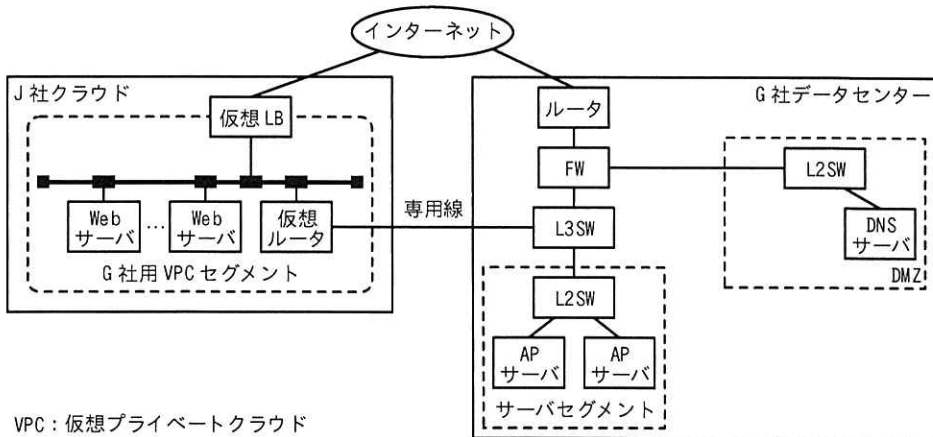 インターネット
J社クラウド
G社データセンター
仮想LB
ルータ
FW
L2SW
DNS
サーバ
DMZ
Web
サーバ
…
Web
サーバ
仮想
ルータ
専用線
L3SW
G社用VPCセグメント
L2SW
AP
サーバ
AP
サーバ
サーバセグメント
VPC：仮想プライベートクラウド